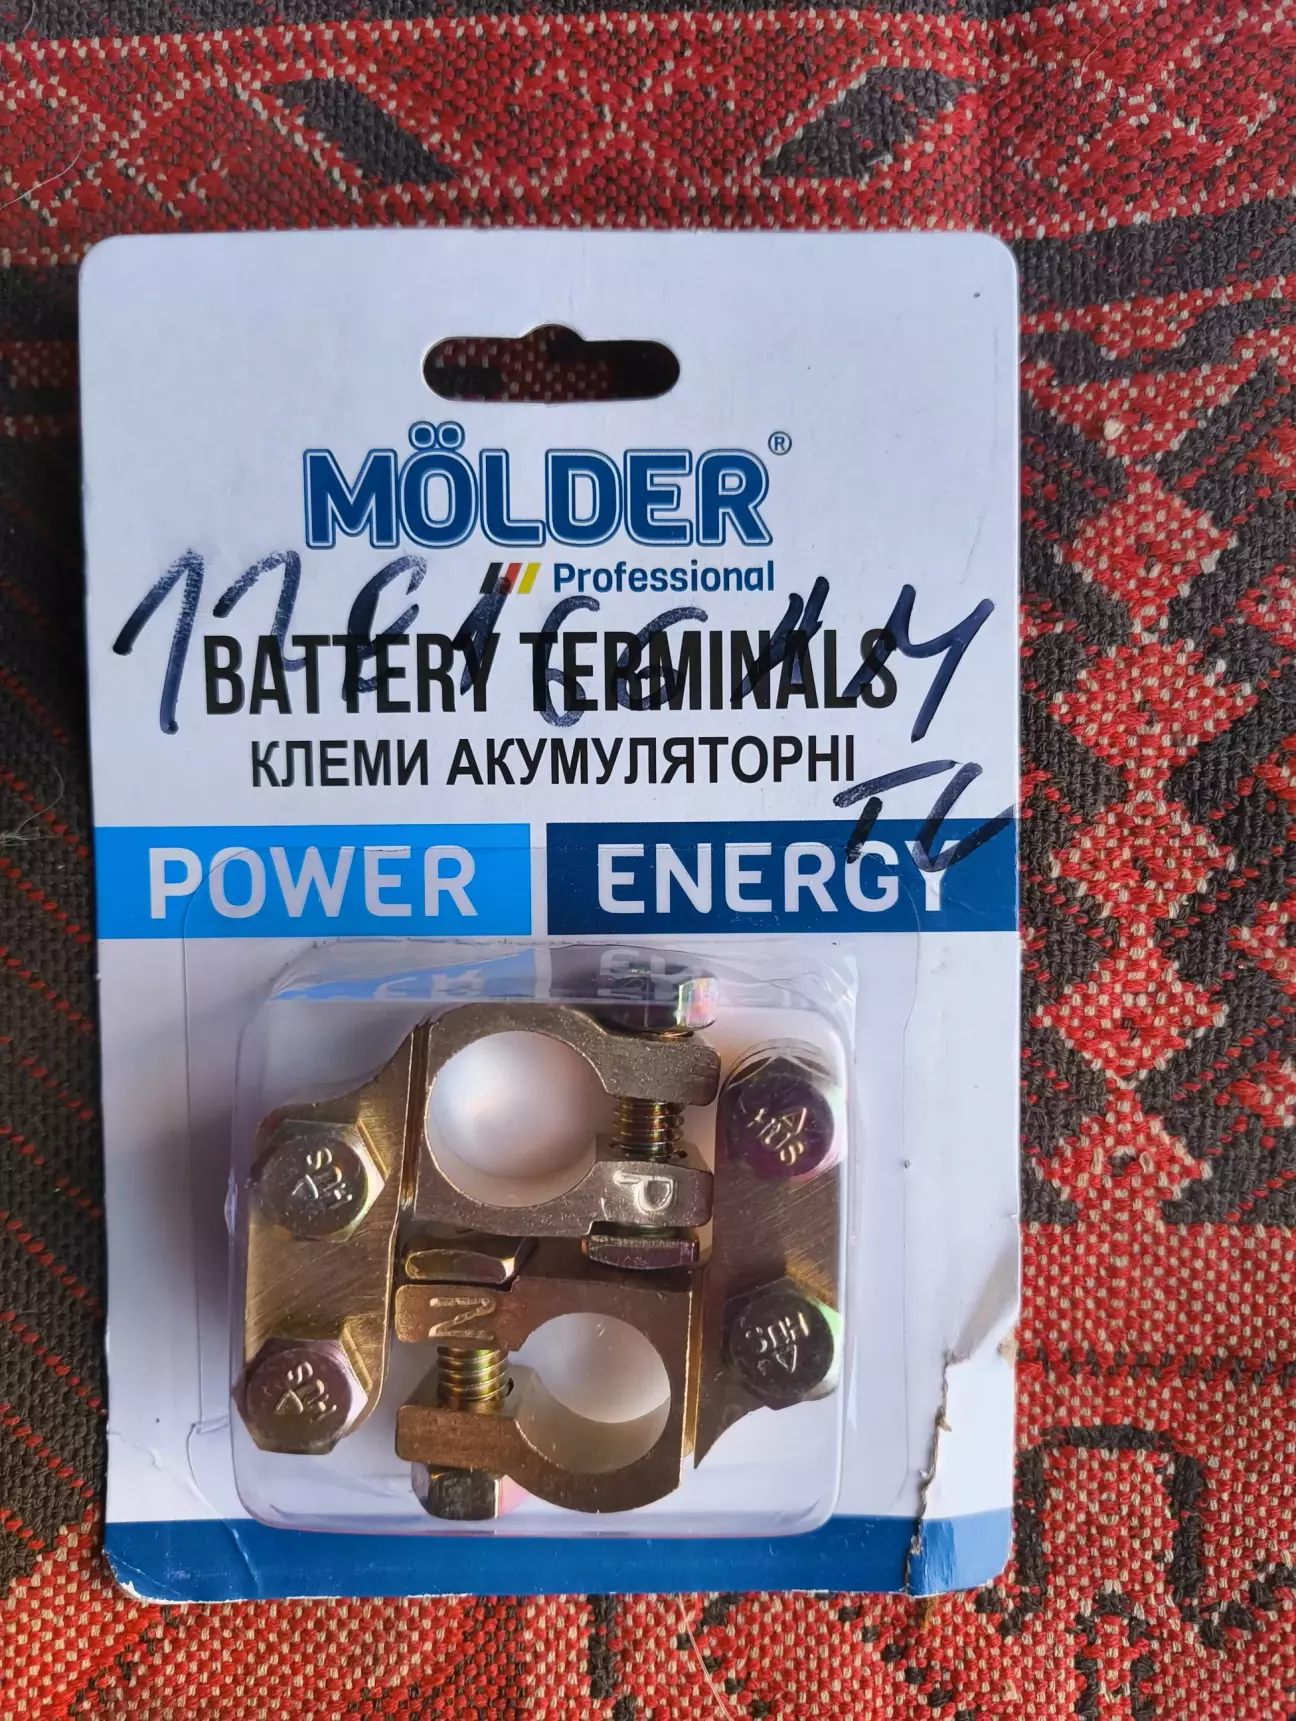 MÖLDER®
Professional
BATTERY TERMINALS
КЛЕМИ АКУМУЛЯТОРНІ
POWER ENERGY
P
N